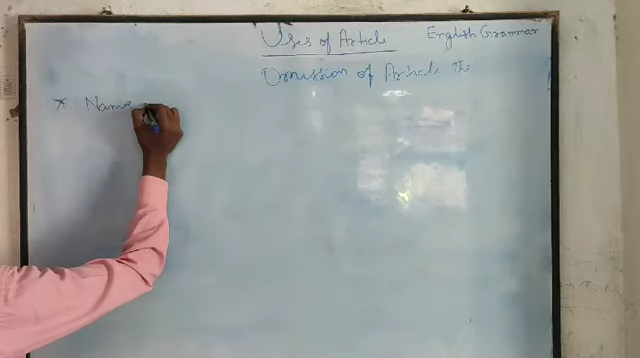 Uses of Article English Grammar
Omission of Article The
* Name